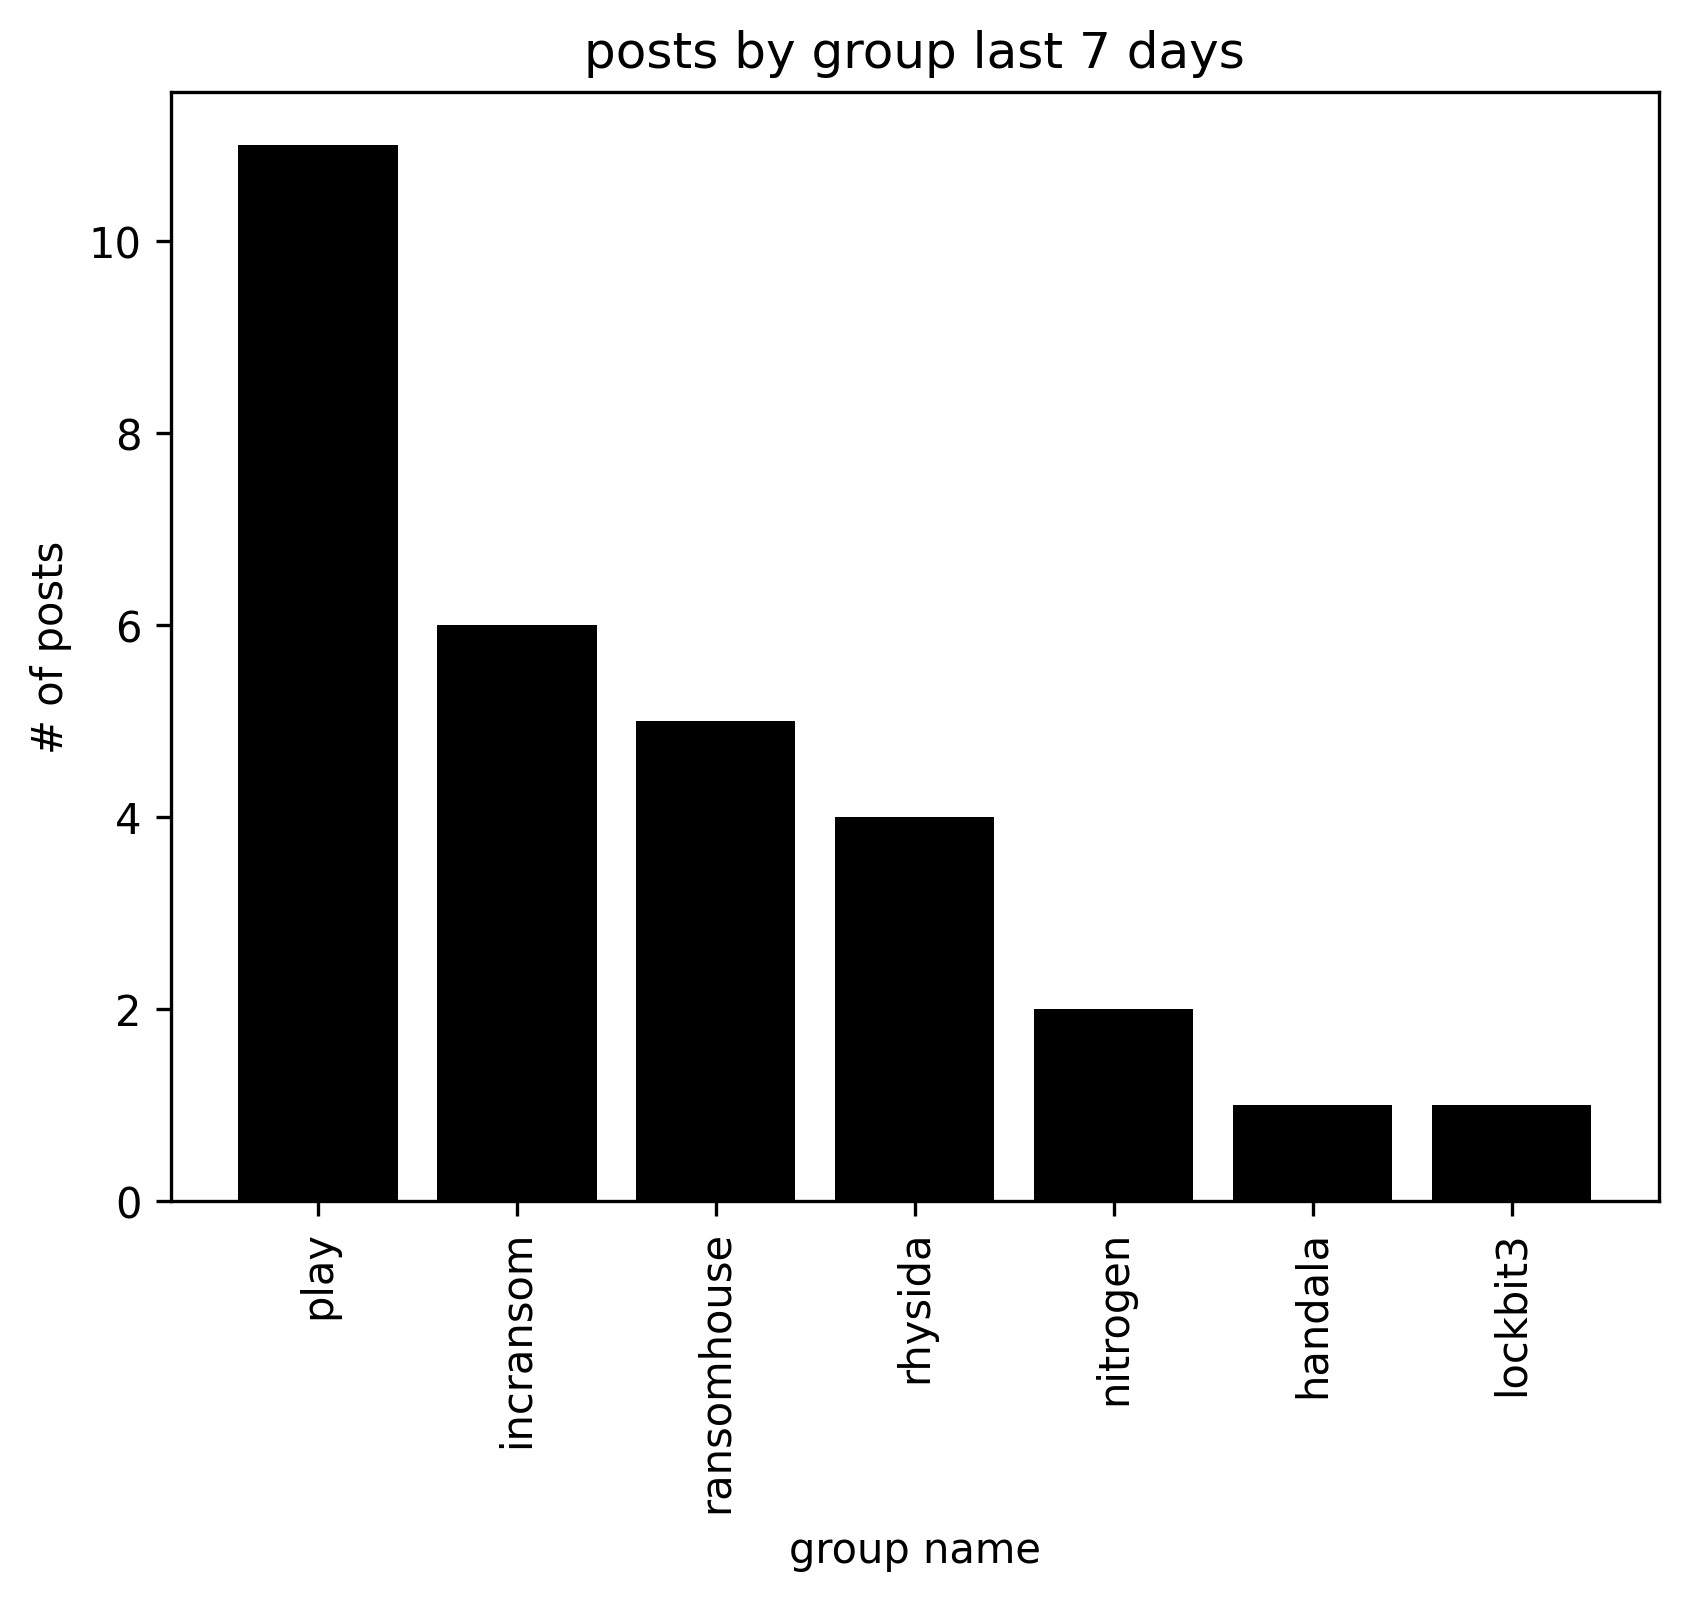 posts by group last 7 days
# of posts
10
8
6
4
2
0
play
incransom
ransomhouse
rhysida
nitrogen
handala
lockbit3
group name